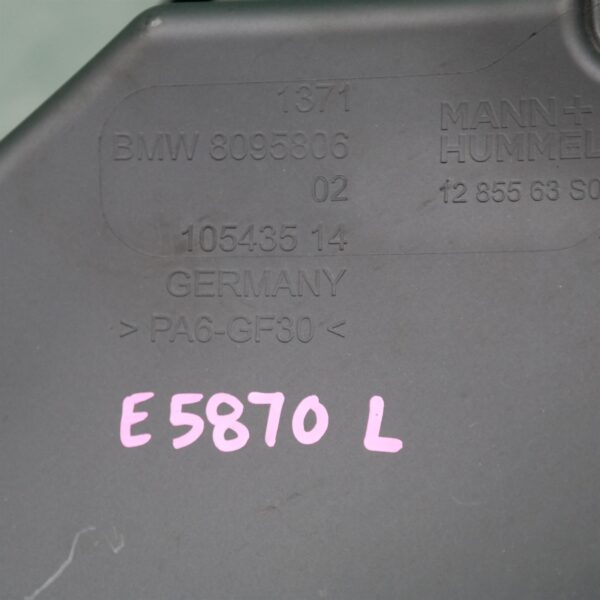 1371
BMW 8095806
02
105435 14
GERMANY
> PA6-GF30 <
MANN+
HUMMEL
12 855 63 S0
E5870 L